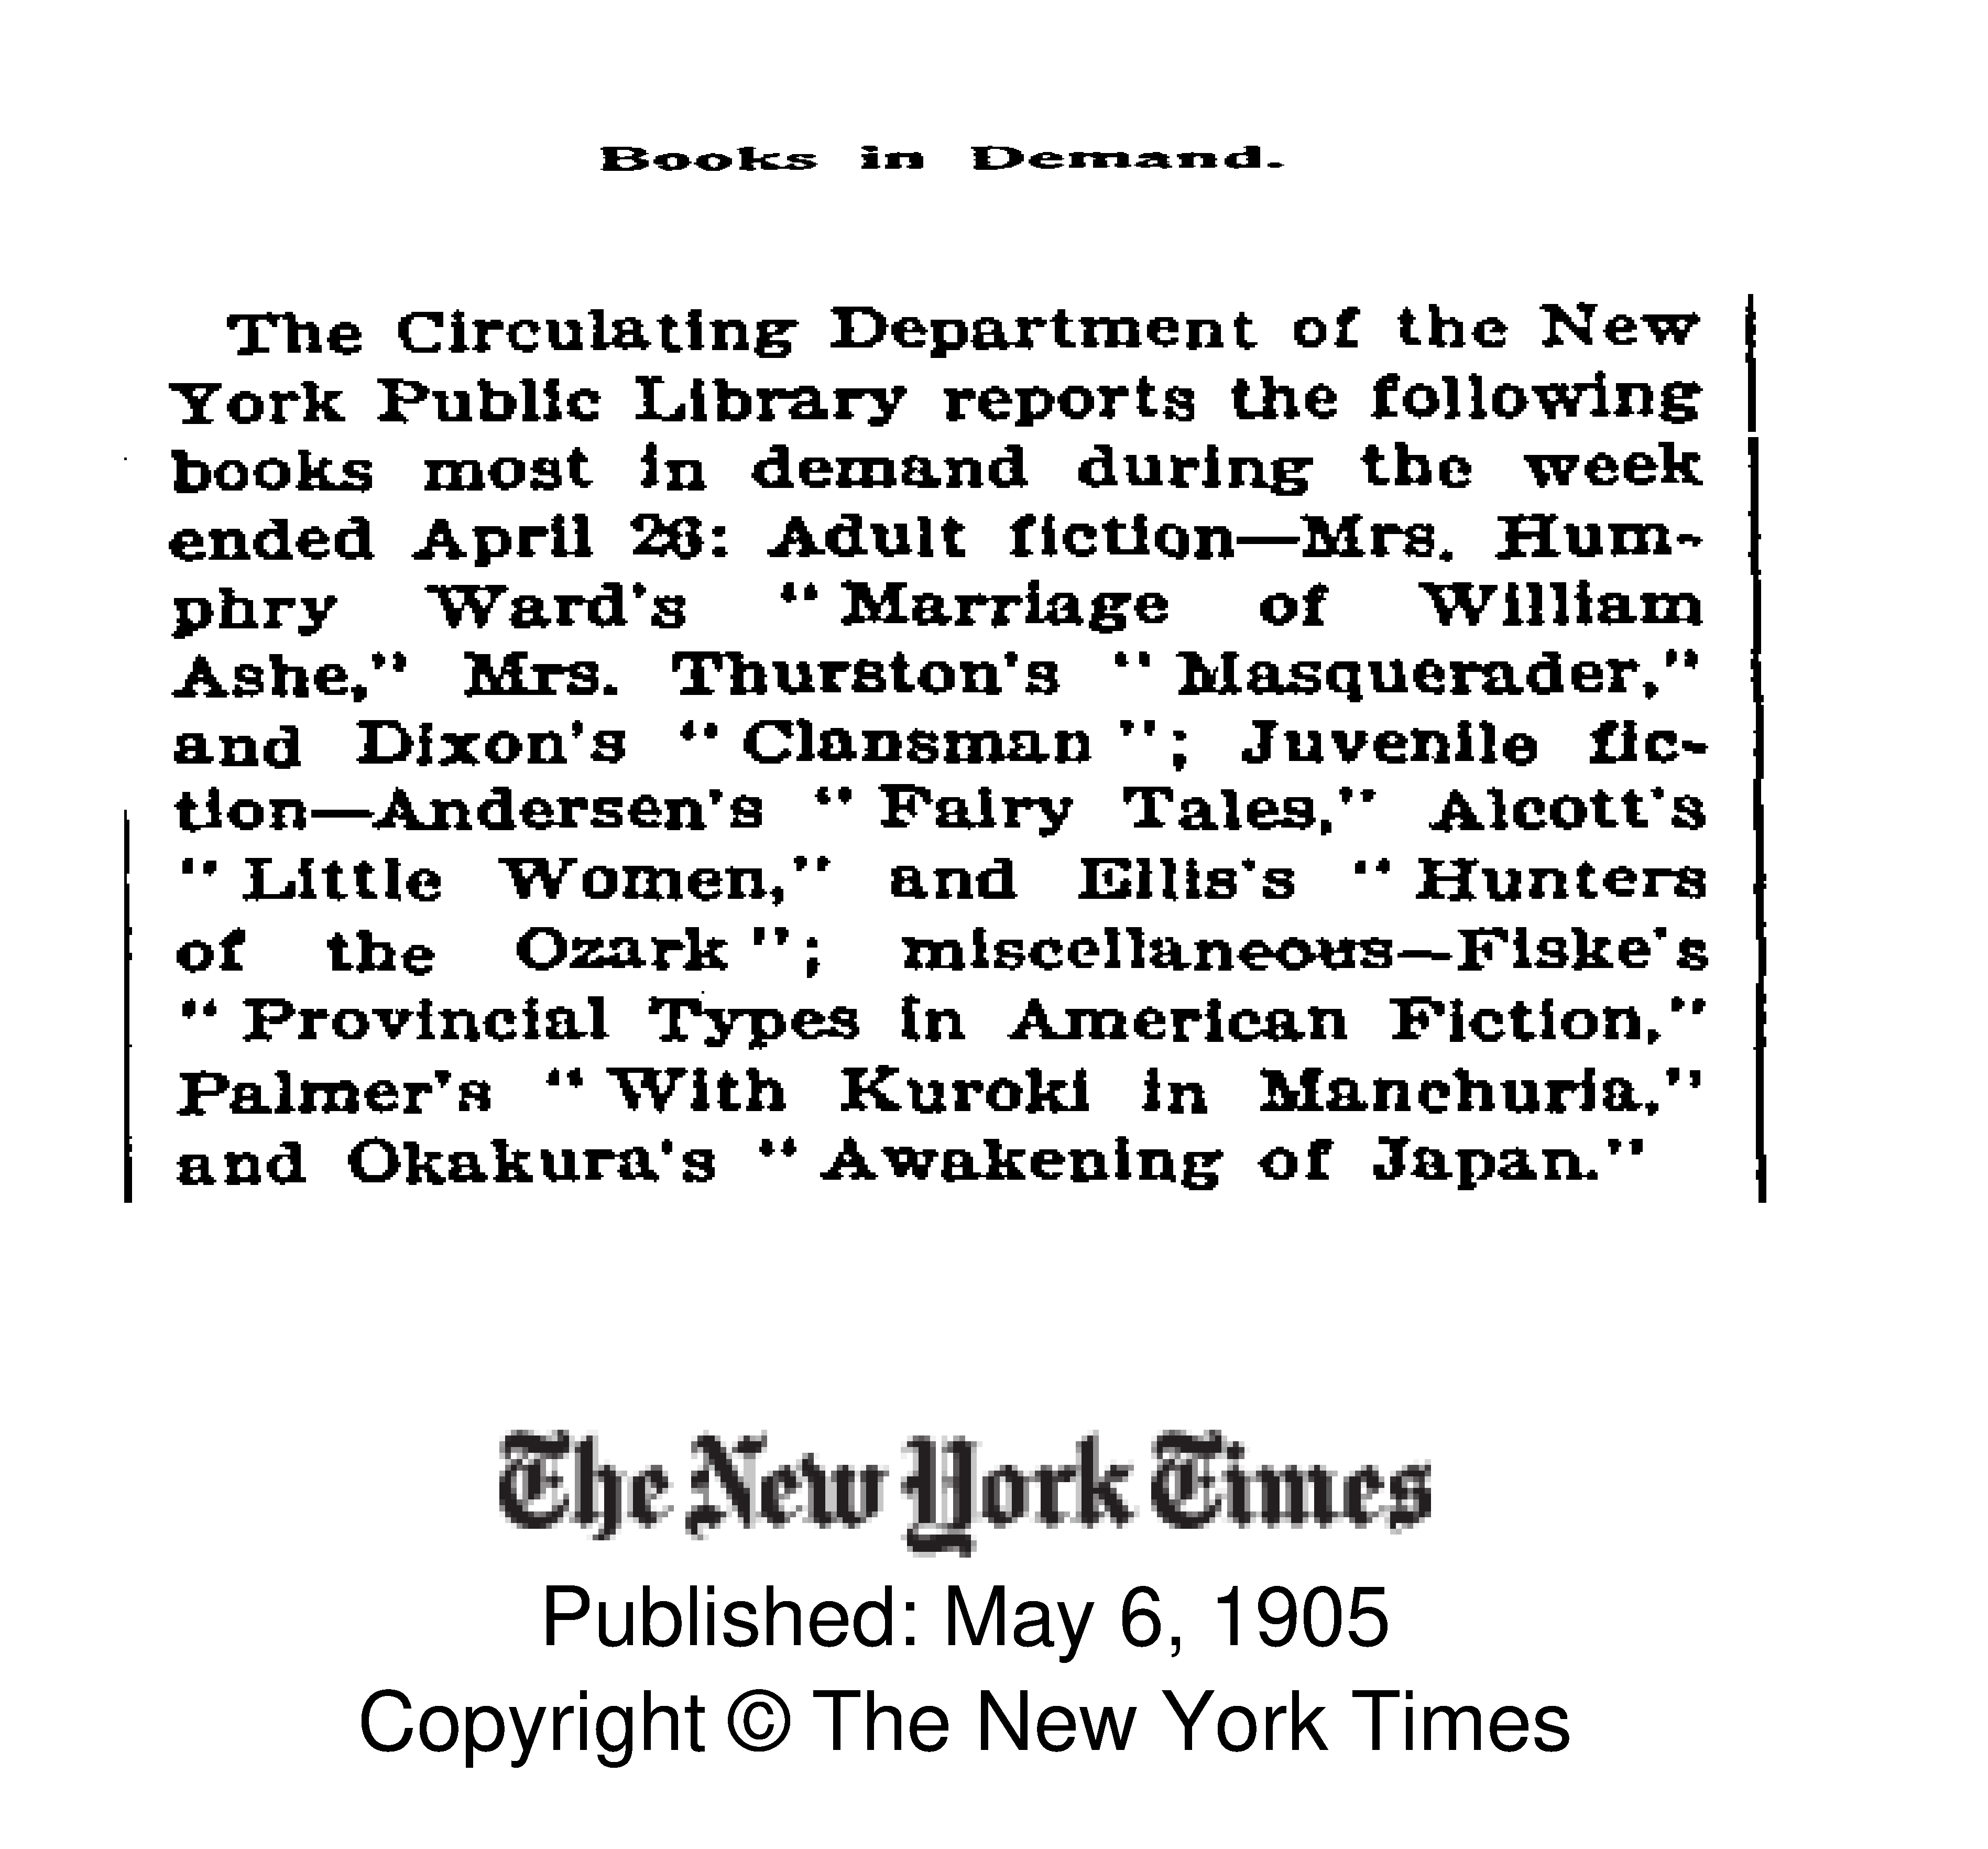 Books in Demand.
The Circulating Department of the New
York Public Library reports the following
books most in demand during the week
ended April 26: Adult fiction—Mrs. Hum-
phry Ward's “Marriage of William
Ashe,” Mrs. Thurston's “Masquerader,”
and Dixon's “Clansman”; Juvenile fic-
tion—Andersen's “Fairy Tales,” Alcott's
“Little Women,” and Ellis's “Hunters
of the Ozark”; miscellaneous—Fiske's
“Provincial Types in American Fiction,”
Palmer's “With Kuroki in Manchuria,”
and Okakura's “Awakening of Japan.”
The New York Times
Published: May 6, 1905
Copyright © The New York Times